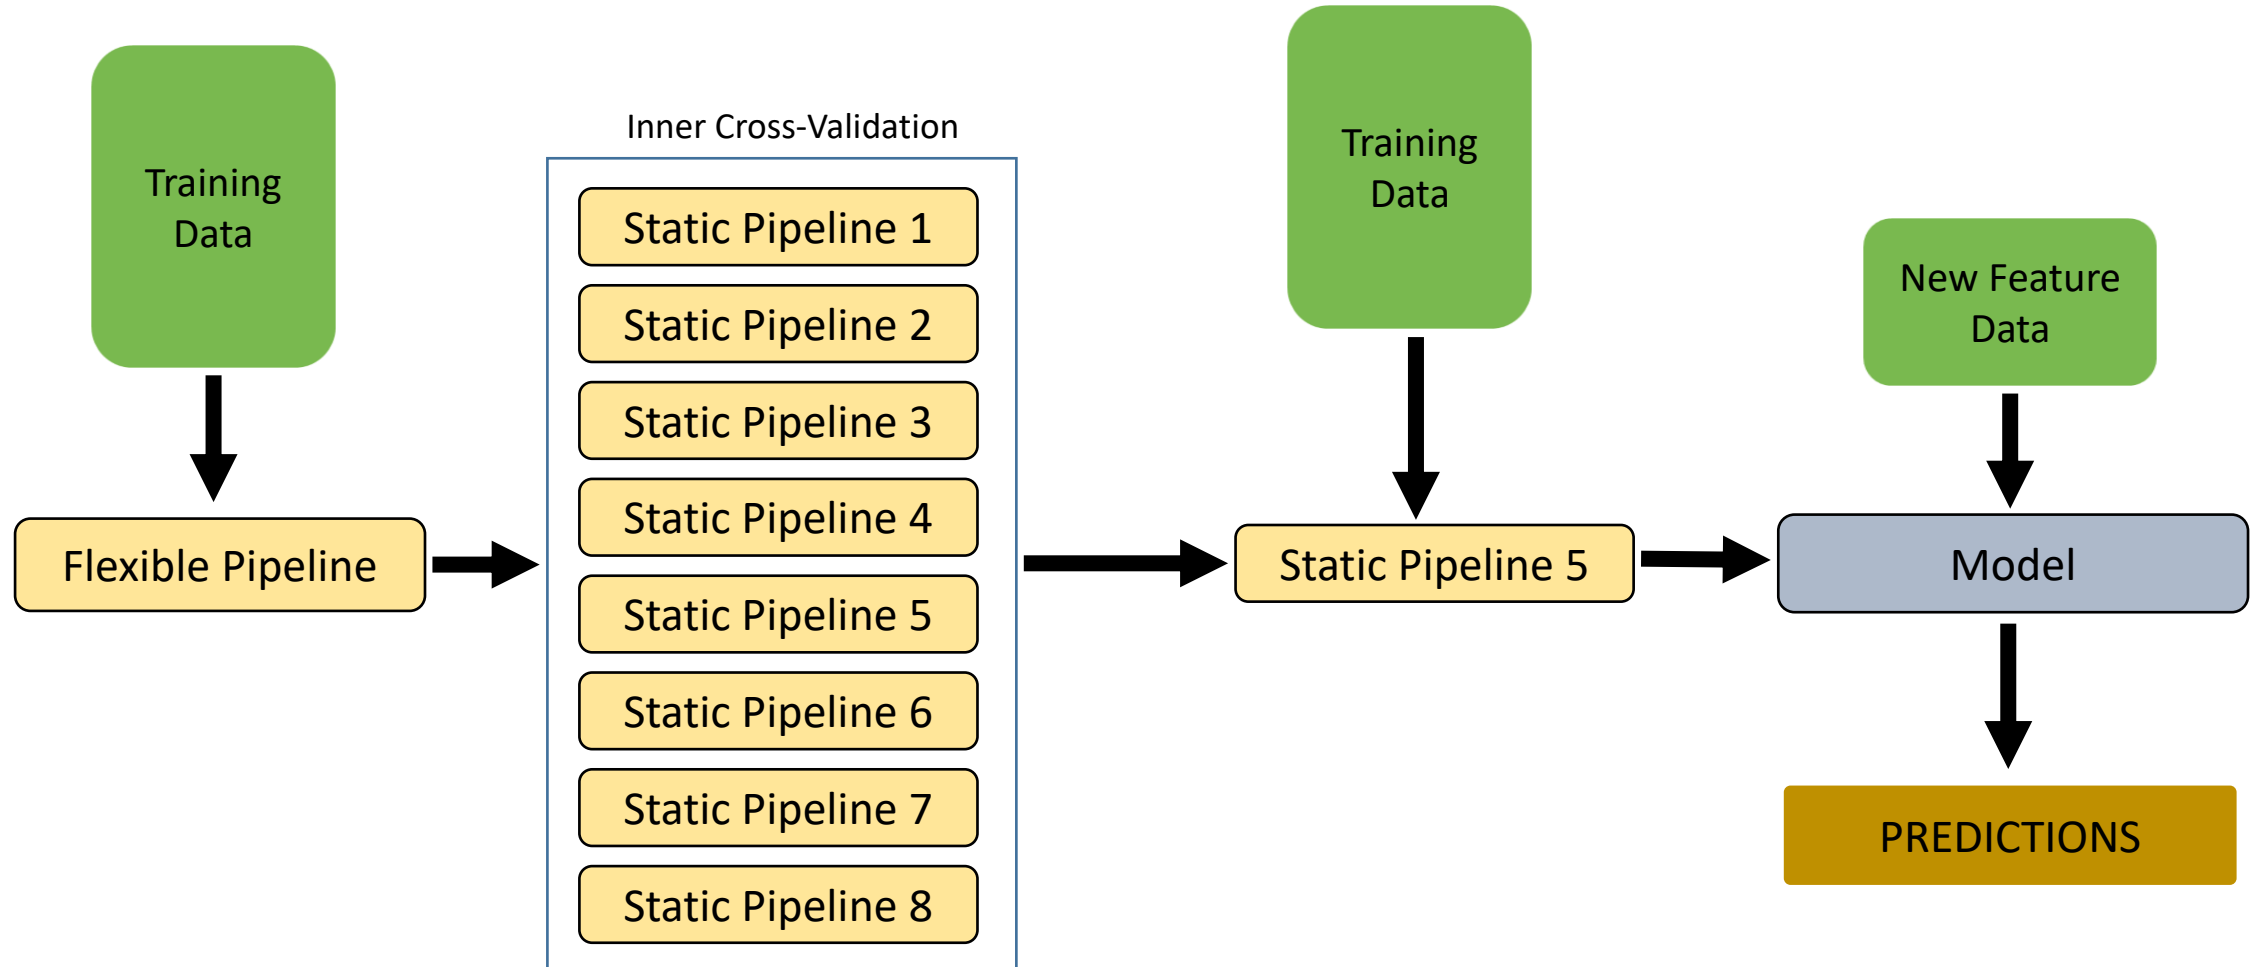 Training
Data
Flexible Pipeline
Inner Cross-Validation
Static Pipeline 1
Static Pipeline 2
Static Pipeline 3
Static Pipeline 4
Static Pipeline 5
Static Pipeline 6
Static Pipeline 7
Static Pipeline 8
Training
Data
Static Pipeline 5
New Feature
Data
Model
PREDICTIONS